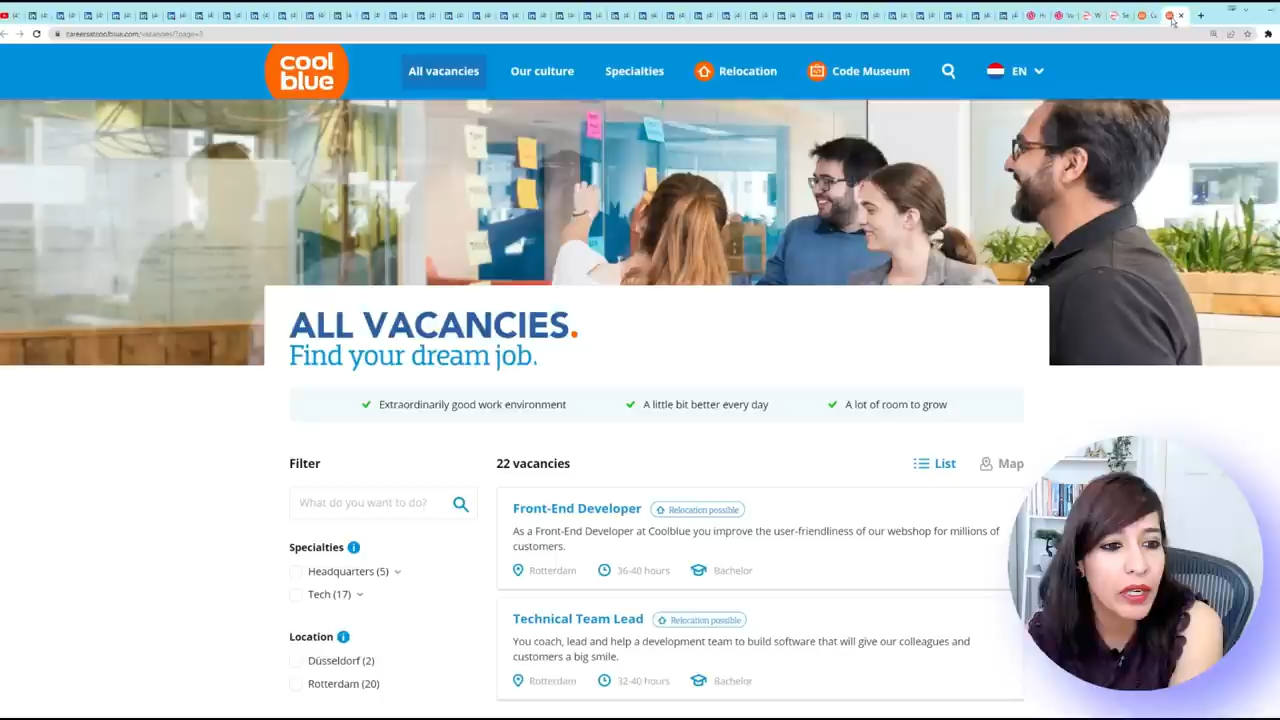 careersatcoolblue.com/vacancies/?page=3
cool
blue
All vacancies
Our culture
Specialties
Relocation
Code Museum
EN
ALL VACANCIES.
Find your dream job.
Extraordinarily good work environment
A little bit better every day
A lot of room to grow
Filter
What do you want to do?
Specialties
Headquarters (5)
Tech (17)
Location
Düsseldorf (2)
Rotterdam (20)
22 vacancies
List
Map
Front-End Developer
Relocation possible
As a Front-End Developer at Coolblue you improve the user-friendliness of our webshop for millions of
customers.
Rotterdam
36-40 hours
Bachelor
Technical Team Lead
Relocation possible
You coach, lead and help a development team to build software that will give our colleagues and
customers a big smile.
Rotterdam
32-40 hours
Bachelor